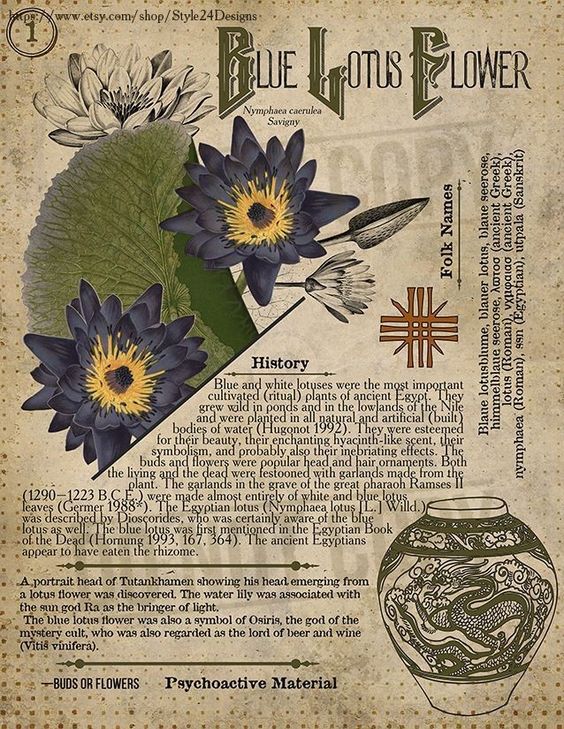 https://www.etsy.com/shop/Style24Designs
1
Blue Lotus Flower
Nymphaea caerulea
Savigny
COPY
Folk Names
Blaue lotusblume, blauer lotus, blaue seerose,
himmelblaue seerose, λωτοσ (ancient Greek),
lotus (Roman), νχμφαιασ (ancient Greek),
nymphaea (Roman), ssn (Egyptian), utpala (Sanskrit)
History
Blue and white lotuses were the most important
cultivated (ritual) plants of ancient Egypt. They
grew wild in ponds and in the lowlands of the Nile
and were planted in all natural and artificial (built)
bodies of water (Hugonot 1992). They were esteemed
for their beauty, their enchanting hyacinth-like scent, their
symbolism, and probably also their inebriating effects. The
buds and flowers were popular head and hair ornaments. Both
the living and the dead were festooned with garlands made from the
plant. The garlands in the grave of the great pharaoh Ramses II
(1290—1223 B.C.E.) were made almost entirely of white and blue lotus
leaves (Germer 1988*). The Egyptian lotus (Nymphaea lotus [L.] Willd.)
was described by Dioscorides, who was certainly aware of the blue
lotus as well. The blue lotus was first mentioned in the Egyptian Book
of the Dead (Hornung 1993, 167, 364). The ancient Egyptians
appear to have eaten the rhizome.
A portrait head of Tutankhamen showing his head emerging from
a lotus flower was discovered. The water lily was associated with
the sun god Ra as the bringer of light.
The blue lotus flower was also a symbol of Osiris, the god of the
mystery cult, who was also regarded as the lord of beer and wine
(Vitis vinifera).
—BUDS OR FLOWERS Psychoactive Material